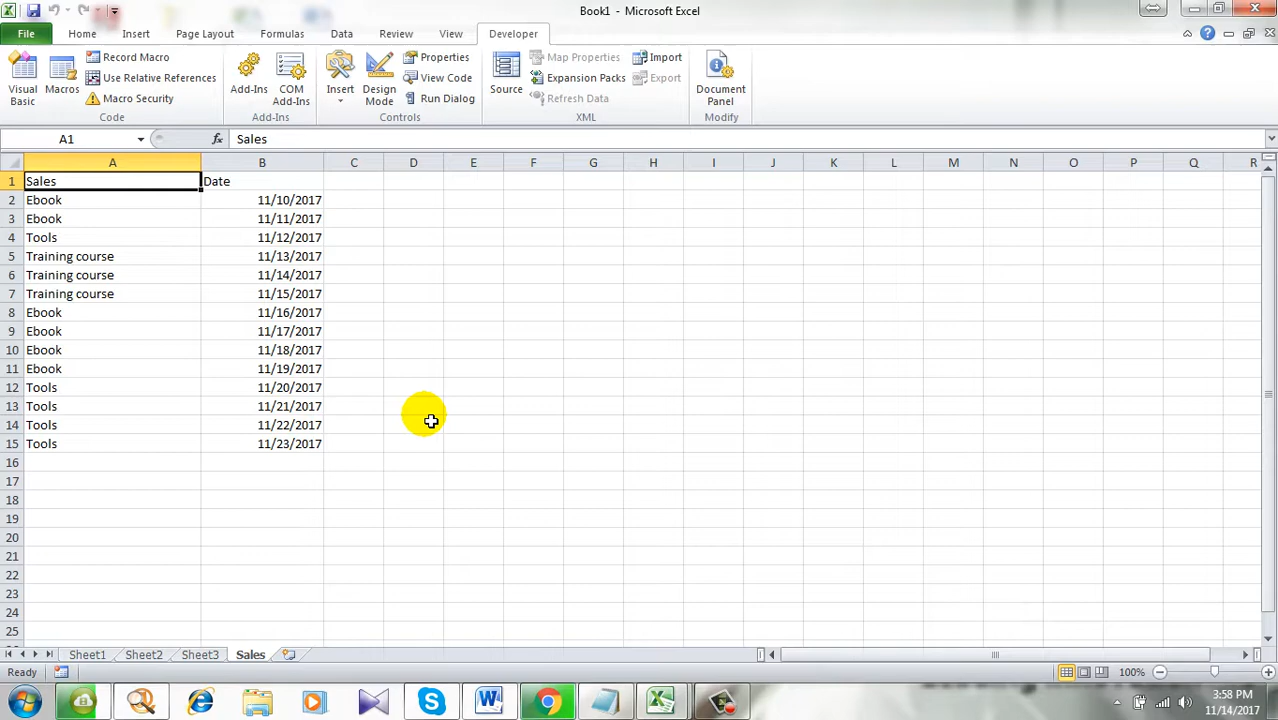 Book1 - Microsoft Excel
File Home Insert Page Layout Formulas Data Review View Developer
Visual Basic
Macros
Record Macro
Use Relative References
Macro Security
Code
Add-Ins
COM Add-Ins
Add-Ins
Insert
Design Mode
Properties
View Code
Run Dialog
Controls
Source
Map Properties
Expansion Packs
Refresh Data
Import
Export
XML
Document Panel
Modify
A1 fx Sales
A B C D E F G H I J K L M N O P Q R
1 Sales Date
2 Ebook 11/10/2017
3 Ebook 11/11/2017
4 Tools 11/12/2017
5 Training course 11/13/2017
6 Training course 11/14/2017
7 Training course 11/15/2017
8 Ebook 11/16/2017
9 Ebook 11/17/2017
10 Ebook 11/18/2017
11 Ebook 11/19/2017
12 Tools 11/20/2017
13 Tools 11/21/2017
14 Tools 11/22/2017
15 Tools 11/23/2017
16
17
18
19
20
21
22
23
24
25
Sheet1 Sheet2 Sheet3 Sales
Ready 100%
3:58 PM
11/14/2017